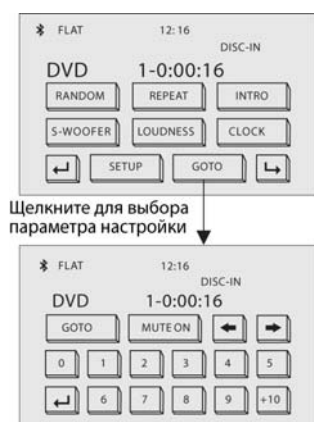 FLAT 12:16
DISC-IN
DVD 1-0:00:16
RANDOM REPEAT INTRO
S-WOOFER LOUDNESS CLOCK
SETUP GOTO
Щелкните для выбора
параметра настройки
FLAT 12:16
DISC-IN
DVD 1-0:00:16
GOTO MUTE ON
0 1 2 3 4 5
6 7 8 9 +10